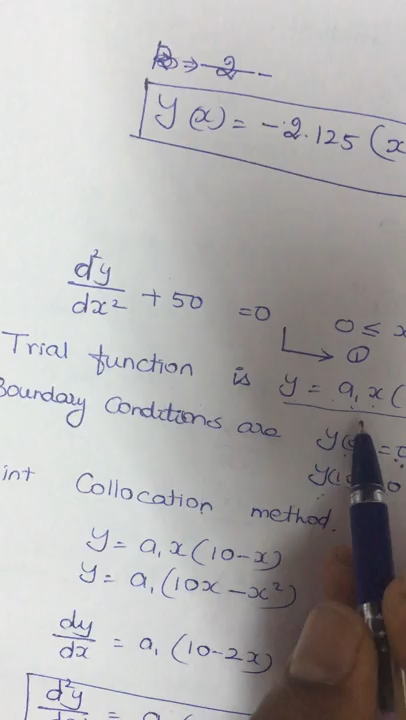 ⇒ 2
y(x) = -2.125 (x
d²y/dx² + 50 = 0   0 ≤ x
→ ①
Trial function is y = a₁x(
Boundary Conditions are y(
y(
int Collocation method.
y = a₁x(10-x)
y = a₁(10x-x²)
dy/dx = a₁(10-2x)
d²y